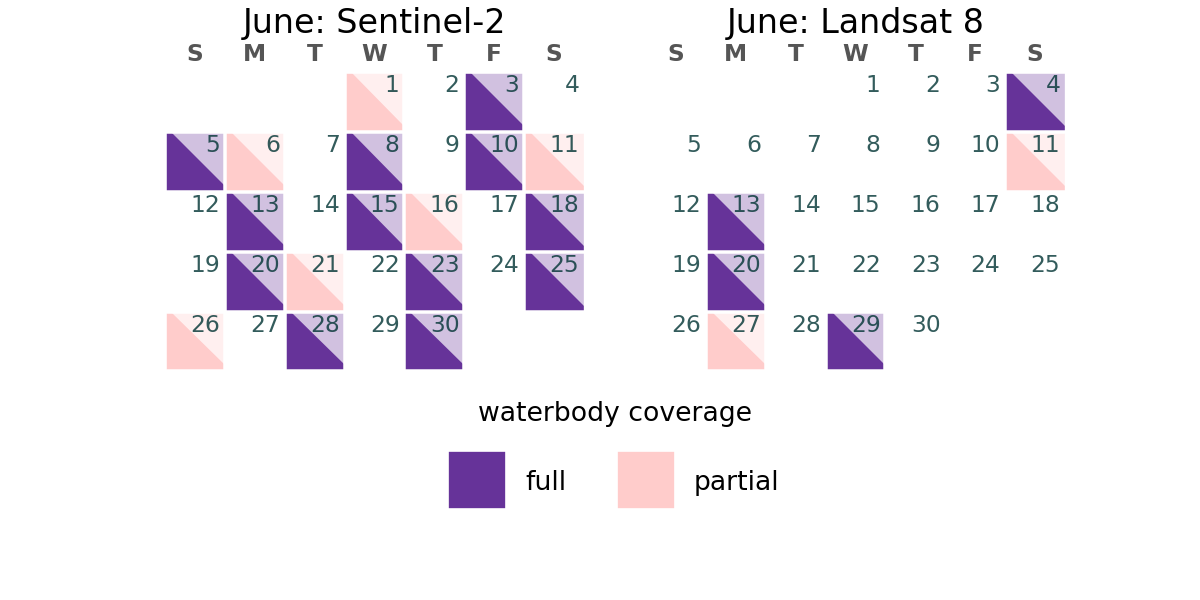 June: Sentinel-2
S M T W T F S
1 2 3 4
5 6 7 8 9 10 11
12 13 14 15 16 17 18
19 20 21 22 23 24 25
26 27 28 29 30
June: Landsat 8
S M T W T F S
1 2 3 4
5 6 7 8 9 10 11
12 13 14 15 16 17 18
19 20 21 22 23 24 25
26 27 28 29 30
waterbody coverage
full partial